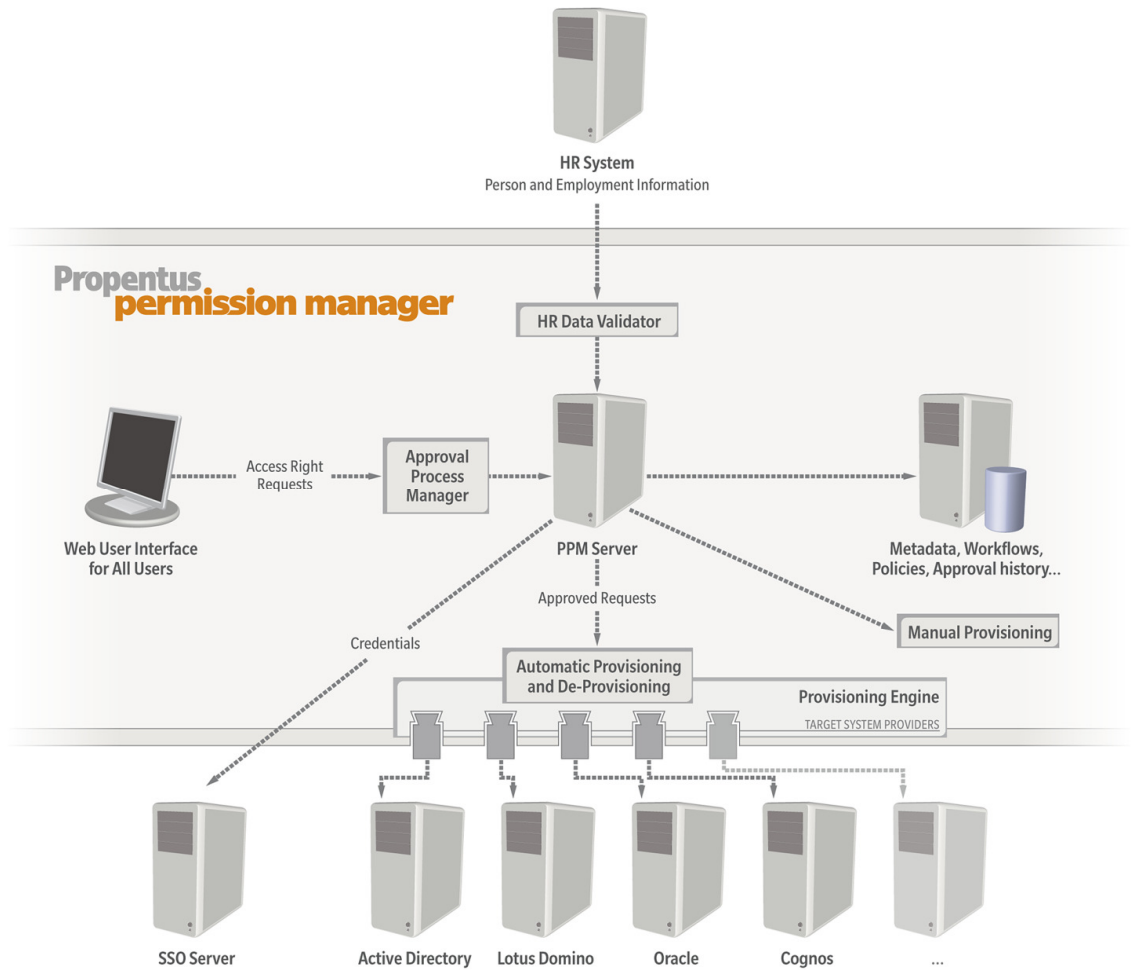 HR System
Person and Employment Information
Propentus
permission manager
HR Data Validator
Access Right
Requests
Approval
Process
Manager
Web User Interface
for All Users
PPM Server
Metadata, Workflows,
Policies, Approval history...
Approved Requests
Credentials
Manual Provisioning
Automatic Provisioning
and De-Provisioning
Provisioning Engine
TARGET SYSTEM PROVIDERS
SSO Server
Active Directory
Lotus Domino
Oracle
Cognos
...